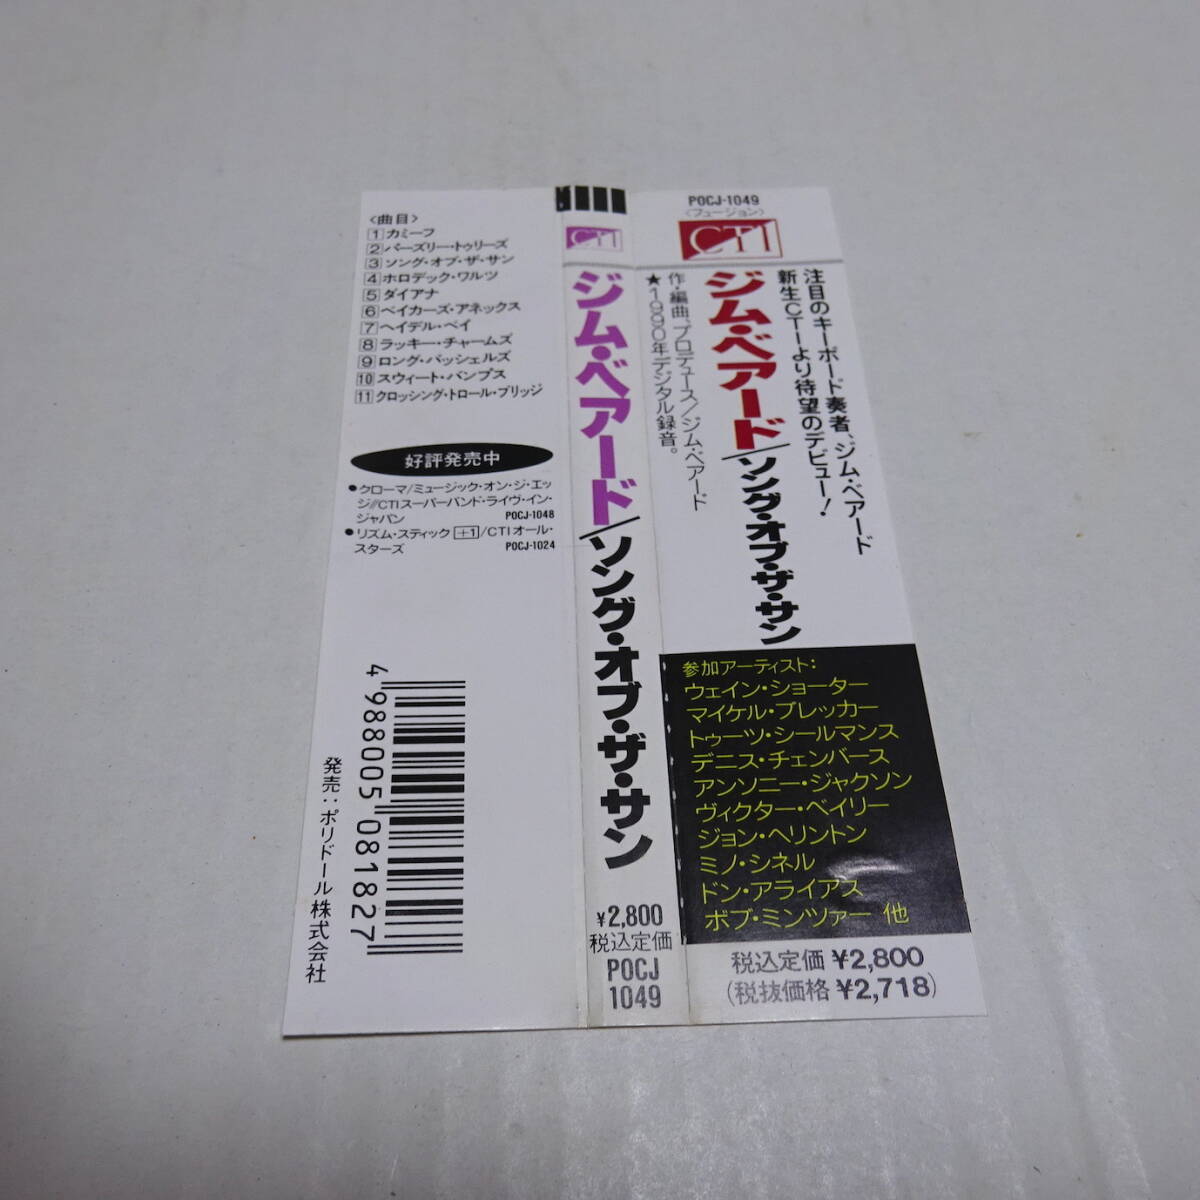 〈曲目〉
1 カミーフ
2 パーズリー・トゥリーズ
3 ソング・オブ・ザ・サン
4 ホロデック・ワルツ
5 ダイアナ
6 ベイカーズ・アネックス
7 ヘイデル・ベイ
8 ラッキー・チャームズ
9 ロング・バッシェルズ
10 スウィート・バンプス
11 クロッシング・トロール・ブリッジ
好評発売中
●クローマ/ミュージック・オン・ジ・エッ
ジ//CTIスーパーバンド・ライヴ・イン・
ジャパン POCJ-1048
●リズム・スティック +1/CTIオール・
スターズ POCJ-1024
4 988005 081827
発売：ポリドール株式会社
CTI
ジム・ベアード/ソング・オブ・ザ・サン
¥2,800
税込定価
POCJ
1049
POCJ-1049
〈フュージョン〉
CTI
注目のキーボード奏者、ジム・ベアード
新生CTIより待望のデビュー！
ジム・ベアード/ソング・オブ・ザ・サン
作・編曲、プロデュース/ジム・ベアード
★1990年デジタル録音。
参加アーティスト：
ウェイン・ショーター
マイケル・ブレッカー
トゥーツ・シールマンス
デニス・チェンバース
アンソニー・ジャクソン
ヴィクター・ベイリー
ジョン・ヘリントン
ミノ・シネル
ドン・アライアス
ボブ・ミンツァー 他
税込定価 ¥2,800
(税抜価格 ¥2,718)